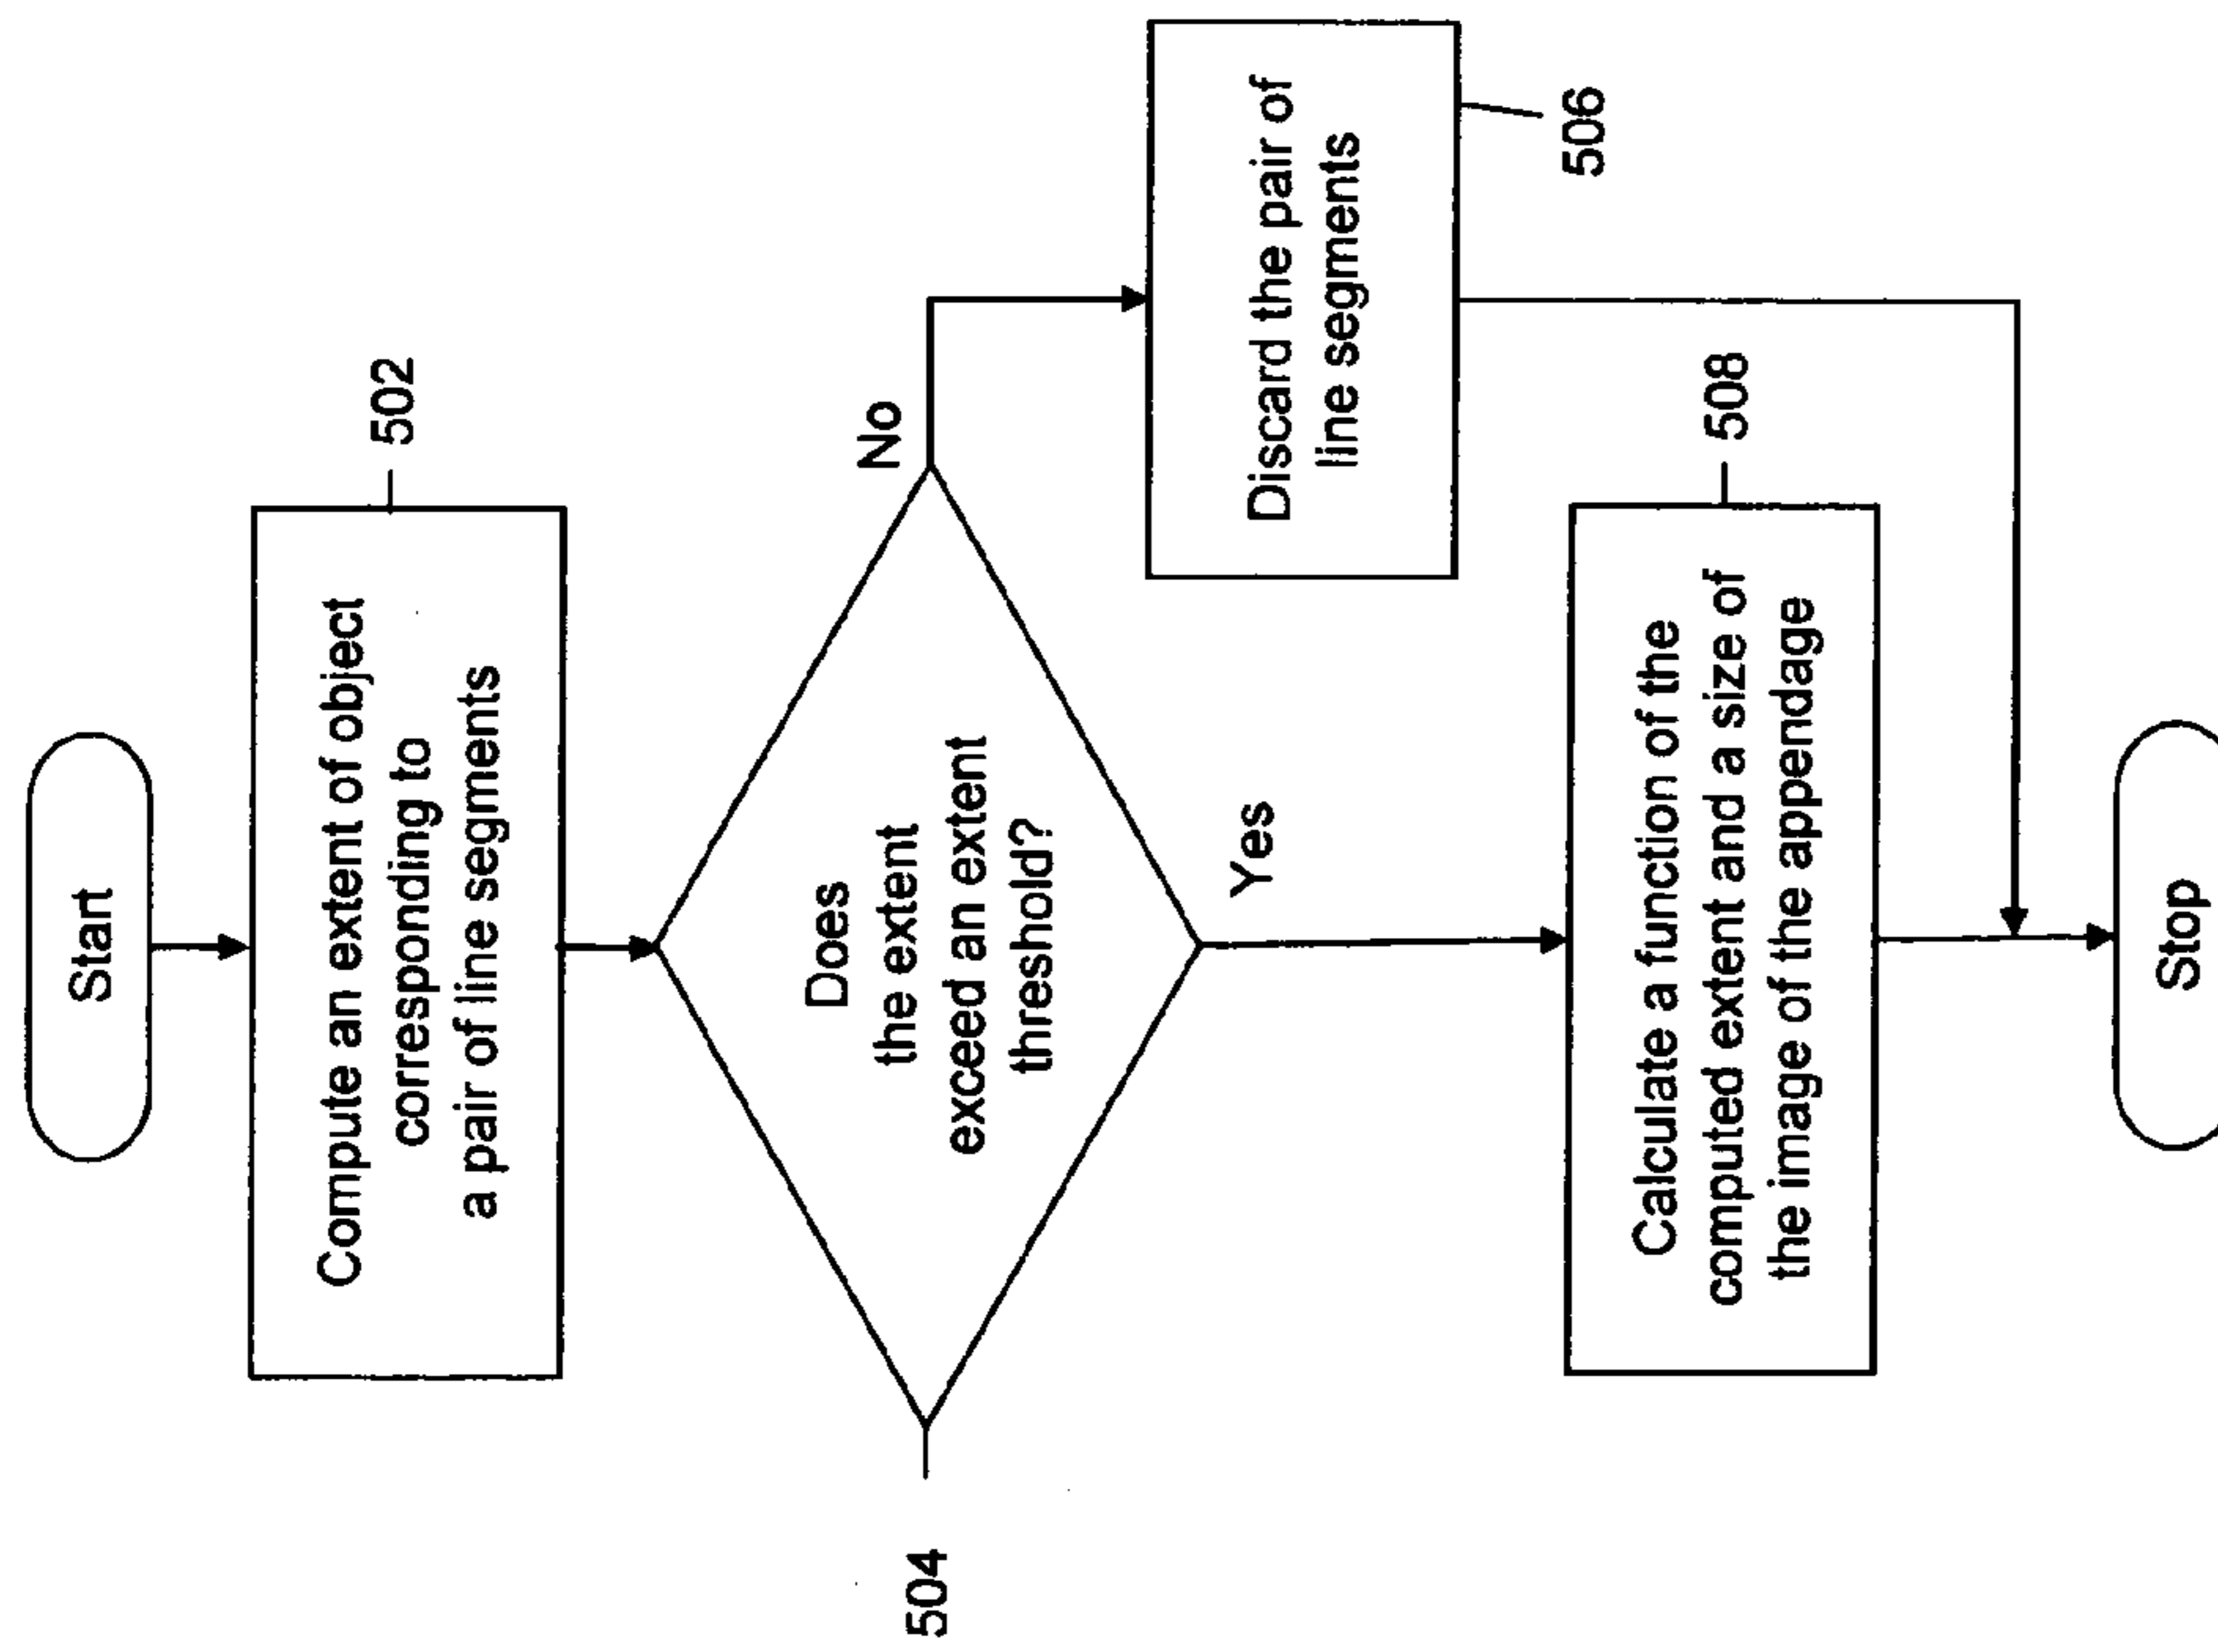 Start
Compute an extent of object
corresponding to
a pair of line segments
502
Does
the extent
exceed an extent
threshold?
504
No
Discard the pair of
line segments
506
Yes
Calculate a function of the
computed extent and a size of
the image of the appendage
508
Stop